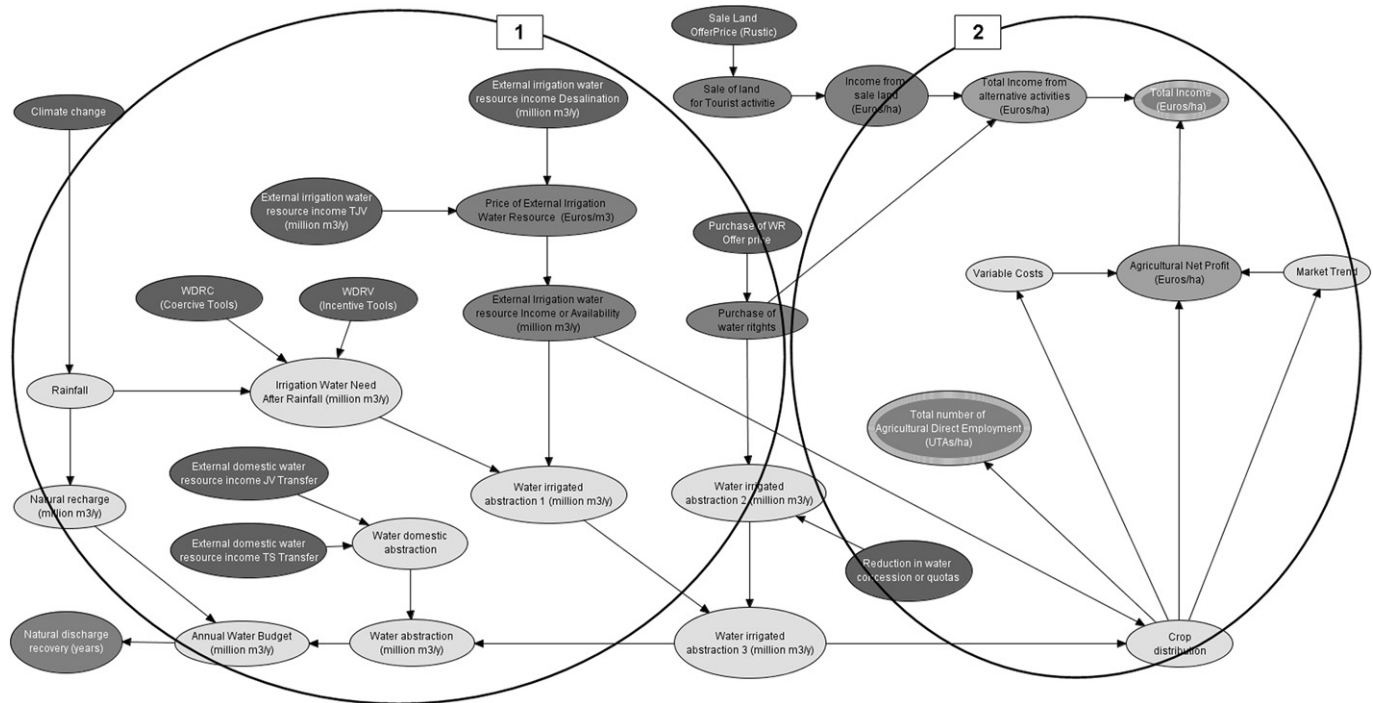 1
2
Sale Land
OfferPrice (Rustic)
External irrigation water
resource income Desalination
(million m3/y)
Sale of land
for Tourist activitie
Income from
sale land
(Euros/ha)
Total Income from
alternative activities
(Euros/ha)
Total Income
(Euros/ha)
Climate change
External irrigation water
resource income TJV
(million m3/y)
Price of External Irrigation
Water Resource (Euros/m3)
Purchase of WR
Offer price
Variable Costs
Agricultural Net Profit
(Euros/ha)
Market Trend
WDRC
(Coercive Tools)
WDRV
(Incentive Tools)
External Irrigation water
resource Income or Availability
(million m3/y)
Purchase of
water ritghts
Rainfall
Irrigation Water Need
After Rainfall (million m3/y)
Total number of
Agricultural Direct Employment
(UTAs/ha)
External domestic water
resource income JV Transfer
Natural recharge
(million m3/y)
Water irrigated
abstraction 1 (million m3/y)
Water irrigated
abstraction 2 (million m3/y)
External domestic water
resource income TS Transfer
Water domestic
abstraction
Reduction in water
concession or quotas
Natural discharge
recovery (years)
Annual Water Budget
(million m3/y)
Water abstraction
(million m3/y)
Water irrigated
abstraction 3 (million m3/y)
Crop
distribution